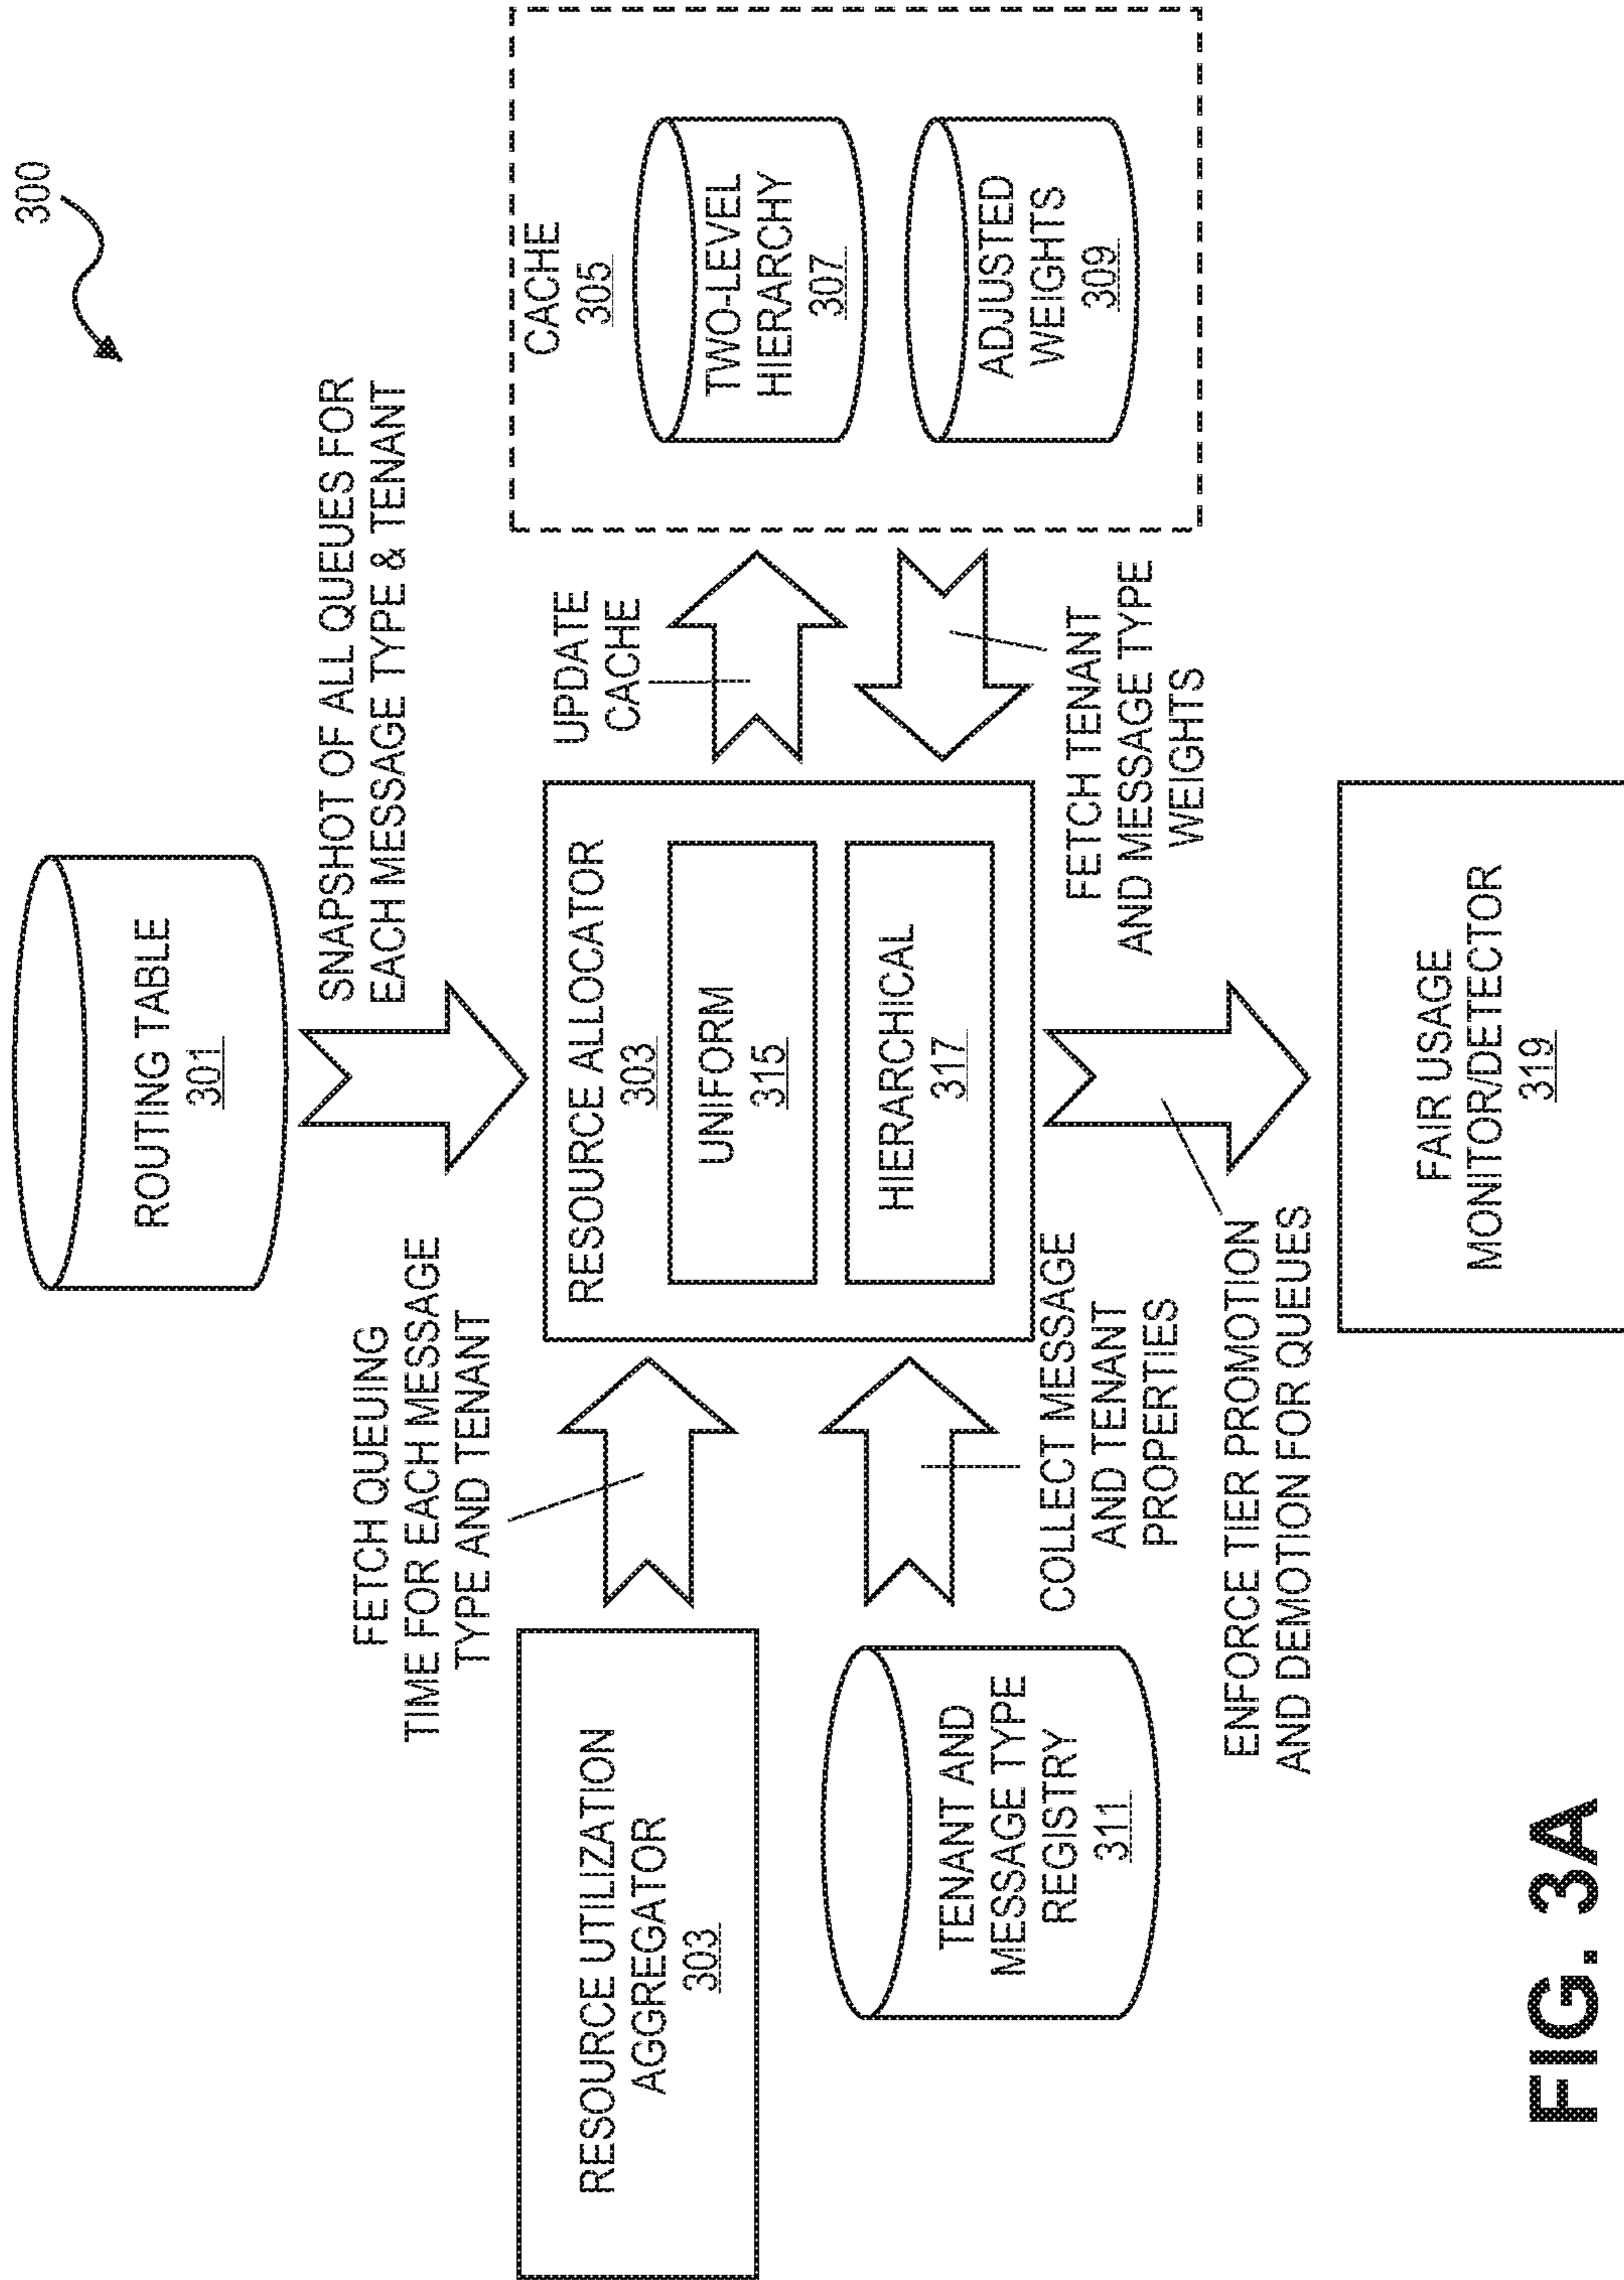 300
ROUTING TABLE
301
SNAPSHOT OF ALL QUEUES FOR
EACH MESSAGE TYPE & TENANT
FETCH QUEUING
TIME FOR EACH MESSAGE
TYPE AND TENANT
RESOURCE UTILIZATION
AGGREGATOR
303
RESOURCE ALLOCATOR
303
UNIFORM
315
HIERARCHICAL
317
UPDATE
CACHE
CACHE
305
TWO-LEVEL
HIERARCHY
307
ADJUSTED
WEIGHTS
309
TENANT AND
MESSAGE TYPE
REGISTRY
311
COLLECT MESSAGE
AND TENANT
PROPERTIES
FETCH TENANT
AND MESSAGE TYPE
WEIGHTS
ENFORCE TIER PROMOTION
AND DEMOTION FOR QUEUES
FAIR USAGE
MONITOR/DETECTOR
319
FIG. 3A